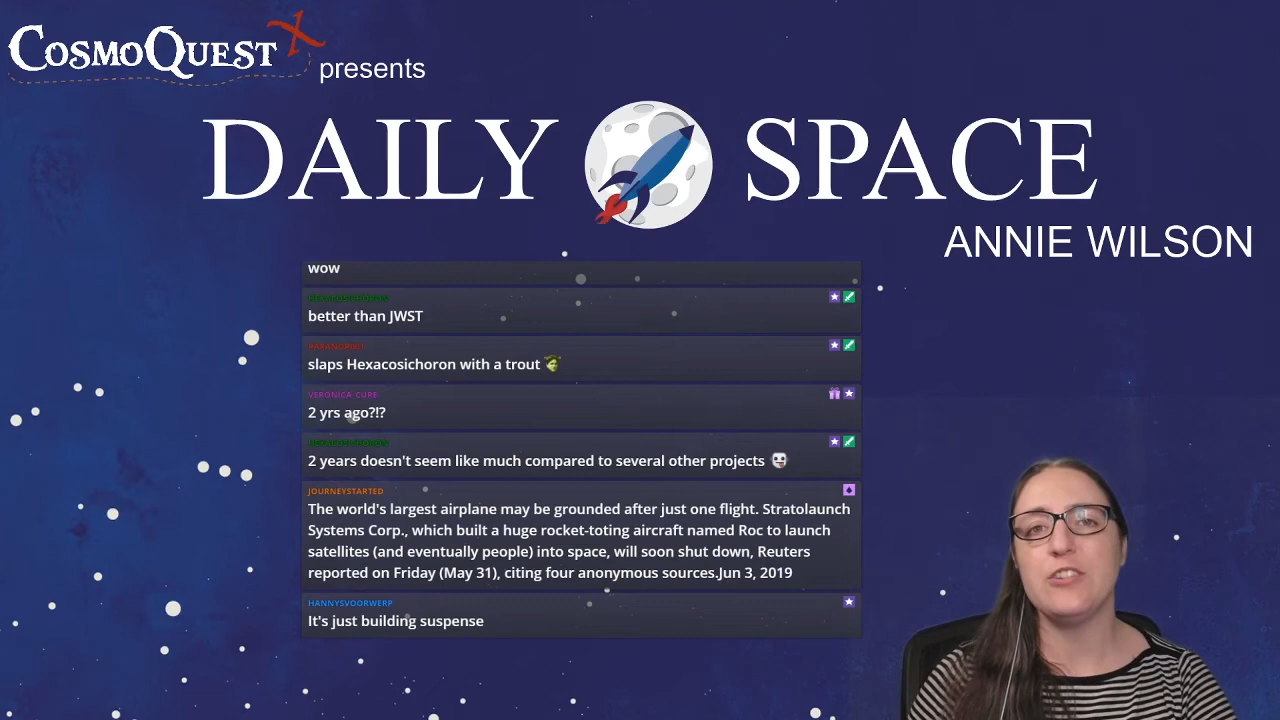 CosmoQuestX
presents
DAILY SPACE
ANNIE WILSON
wow
HEXACOSICHORON
better than JWST
PARANOR001
slaps Hexacosichoron with a trout
VERONICA CURE
2 yrs ago?!?
HEXACOSICHORON
2 years doesn't seem like much compared to several other projects
JOURNEYSTARTED
The world's largest airplane may be grounded after just one flight. Stratolaunch
Systems Corp., which built a huge rocket-toting aircraft named Roc to launch
satellites (and eventually people) into space, will soon shut down, Reuters
reported on Friday (May 31), citing four anonymous sources.Jun 3, 2019
HANNYSVOORWERP
It's just building suspense